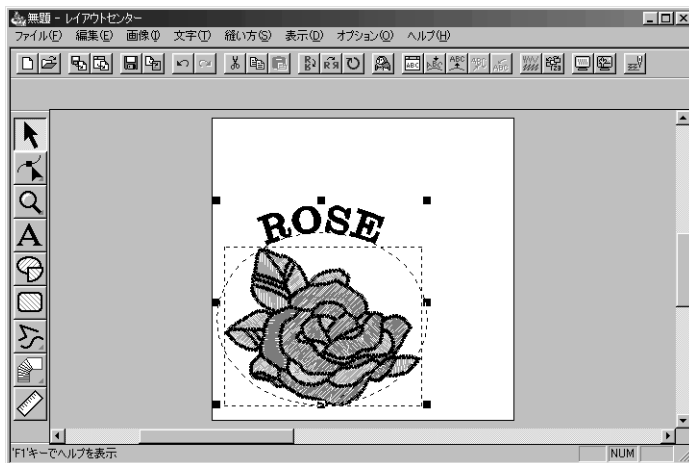 無題 - レイアウトセンター
ファイル(F) 編集(E) 画像(I) 文字(T) 縫い方(S) 表示(D) オプション(O) ヘルプ(H)
ROSE
A
'F1'キーでヘルプを表示 NUM